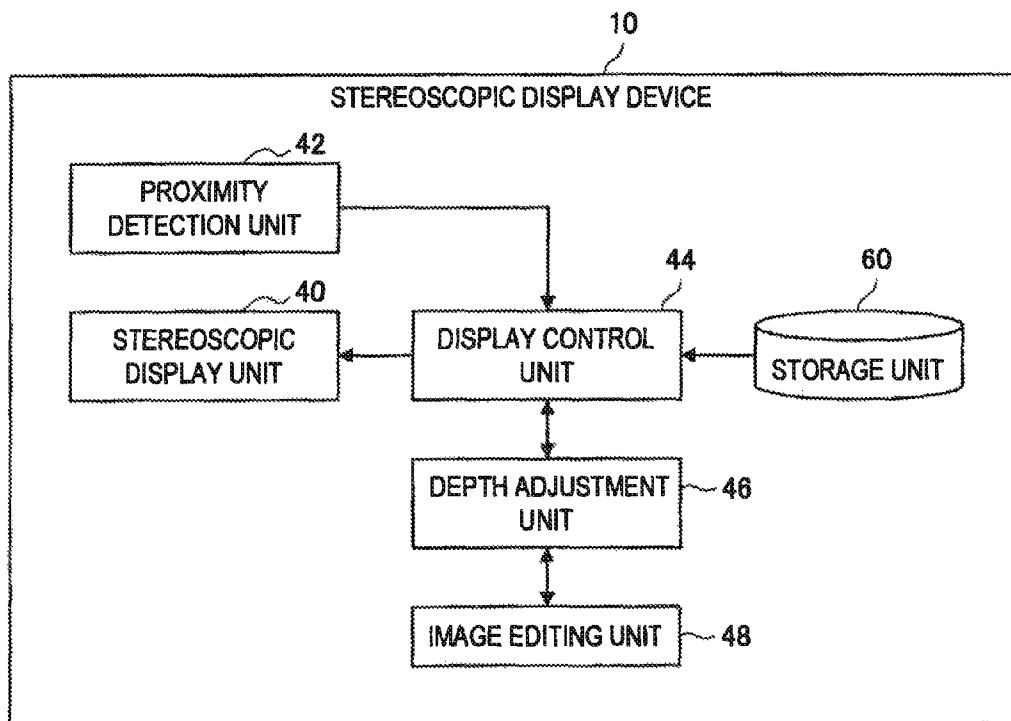 10
STEREOSCOPIC DISPLAY DEVICE
42
PROXIMITY
DETECTION UNIT
40
STEREOSCOPIC
DISPLAY UNIT
44
DISPLAY CONTROL
UNIT
60
STORAGE UNIT
DEPTH ADJUSTMENT
UNIT
46
IMAGE EDITING UNIT
48